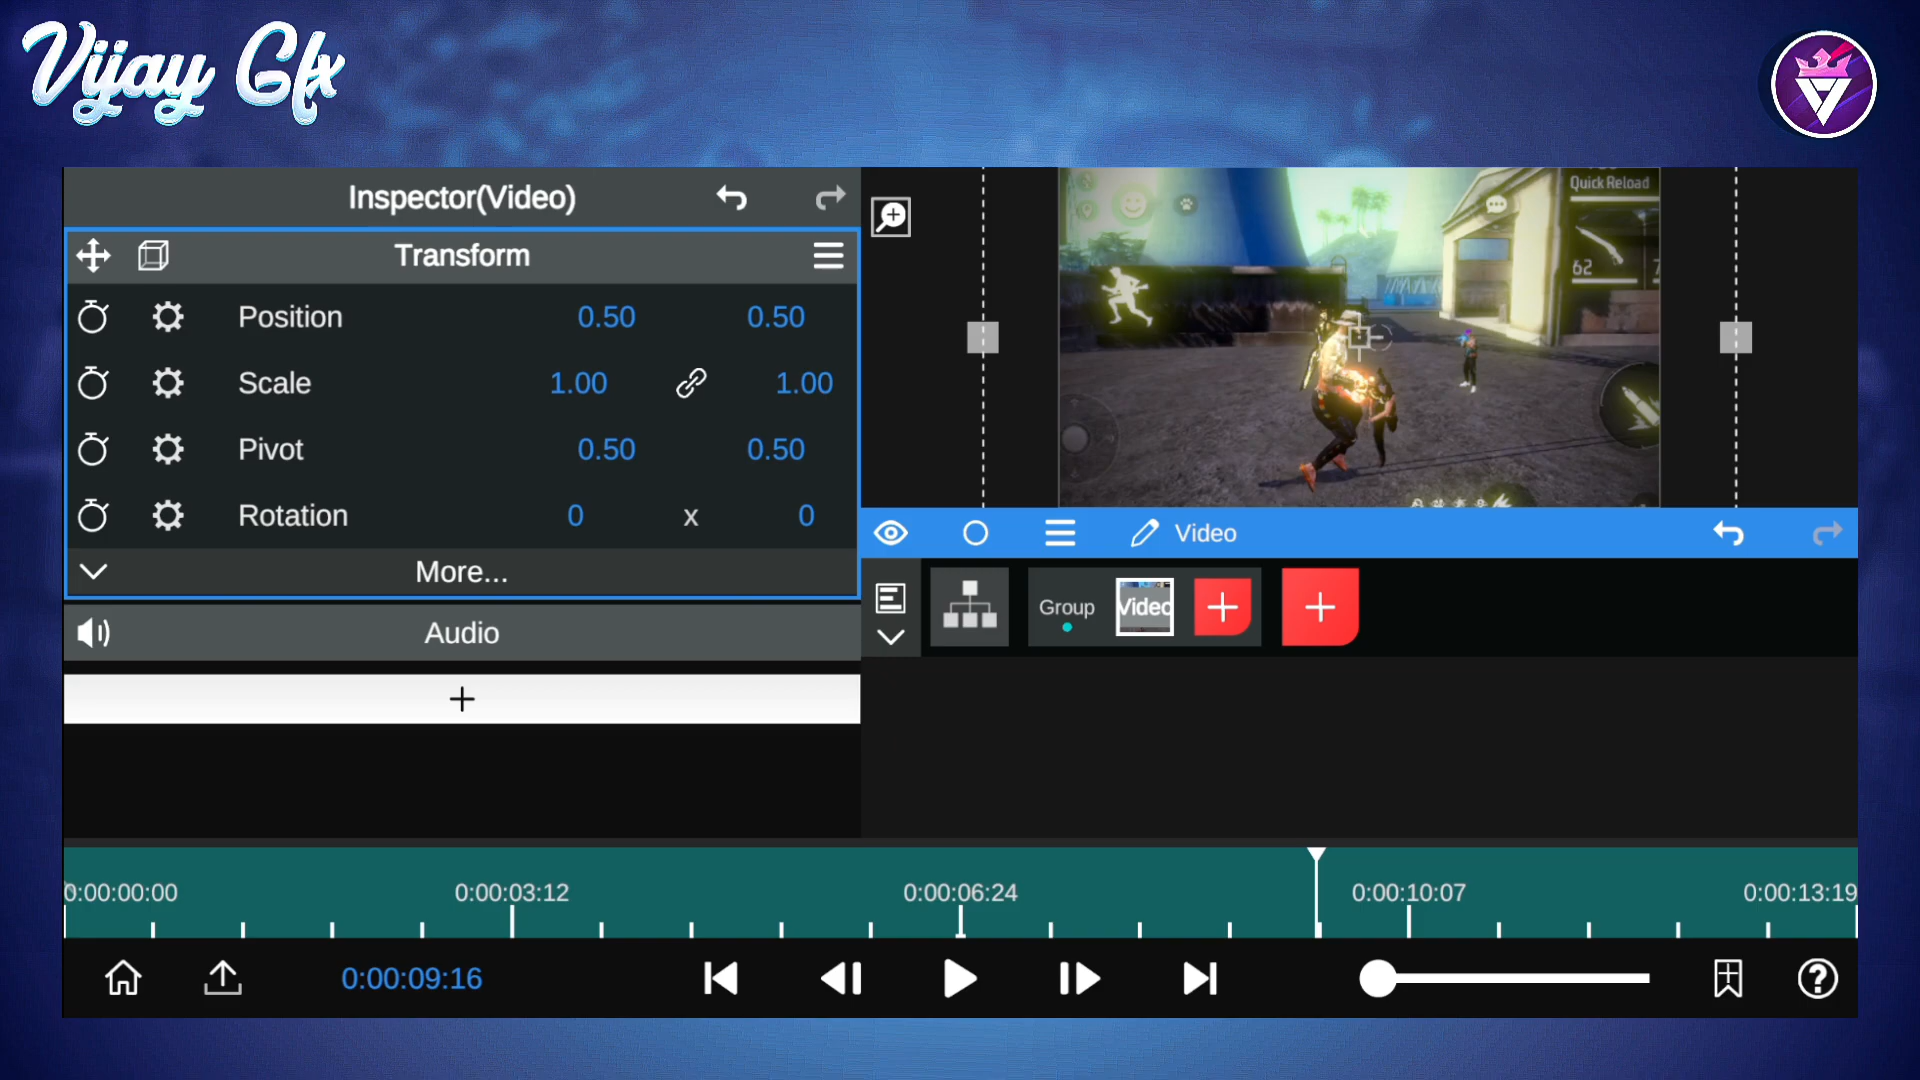 Vijay Gfx
Inspector(Video)
Transform
Position 0.50 0.50
Scale 1.00 1.00
Pivot 0.50 0.50
Rotation 0 x 0
More...
Audio
+
Quick Reload
62
Video
Group Video + +
0:00:00:00 0:00:03:12 0:00:06:24 0:00:10:07 0:00:13:19
0:00:09:16